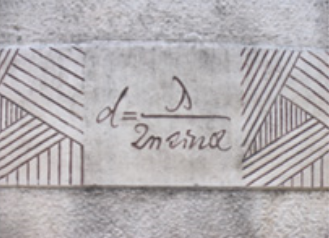 d = λ / 2n sin α